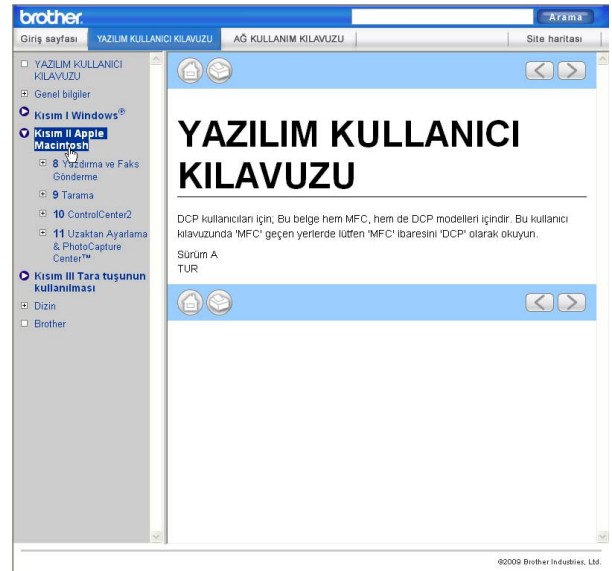 brother.
Arama
Giriş sayfası
YAZILIM KULLANICI KILAVUZU
AĞ KULLANIM KILAVUZU
Site haritası
YAZILIM KULLANICI
KILAVUZU
Genel bilgiler
Kısım I Windows®
Kısım II Apple
Macintosh
8 Yazdırma ve Faks
Gönderme
9 Tarama
10 ControlCenter2
11 Uzaktan Ayarlama
& PhotoCapture
Center™
Kısım III Tara tuşunun
kullanılması
Dizin
Brother
YAZILIM KULLANICI
KILAVUZU
DCP kullanıcıları için; Bu belge hem MFC, hem de DCP modelleri içindir. Bu kullanıcı
kılavuzunda 'MFC' geçen yerlerde lütfen 'MFC' ibaresini 'DCP' olarak okuyun.
Sürüm A
TUR
©2009 Brother Industries, Ltd.